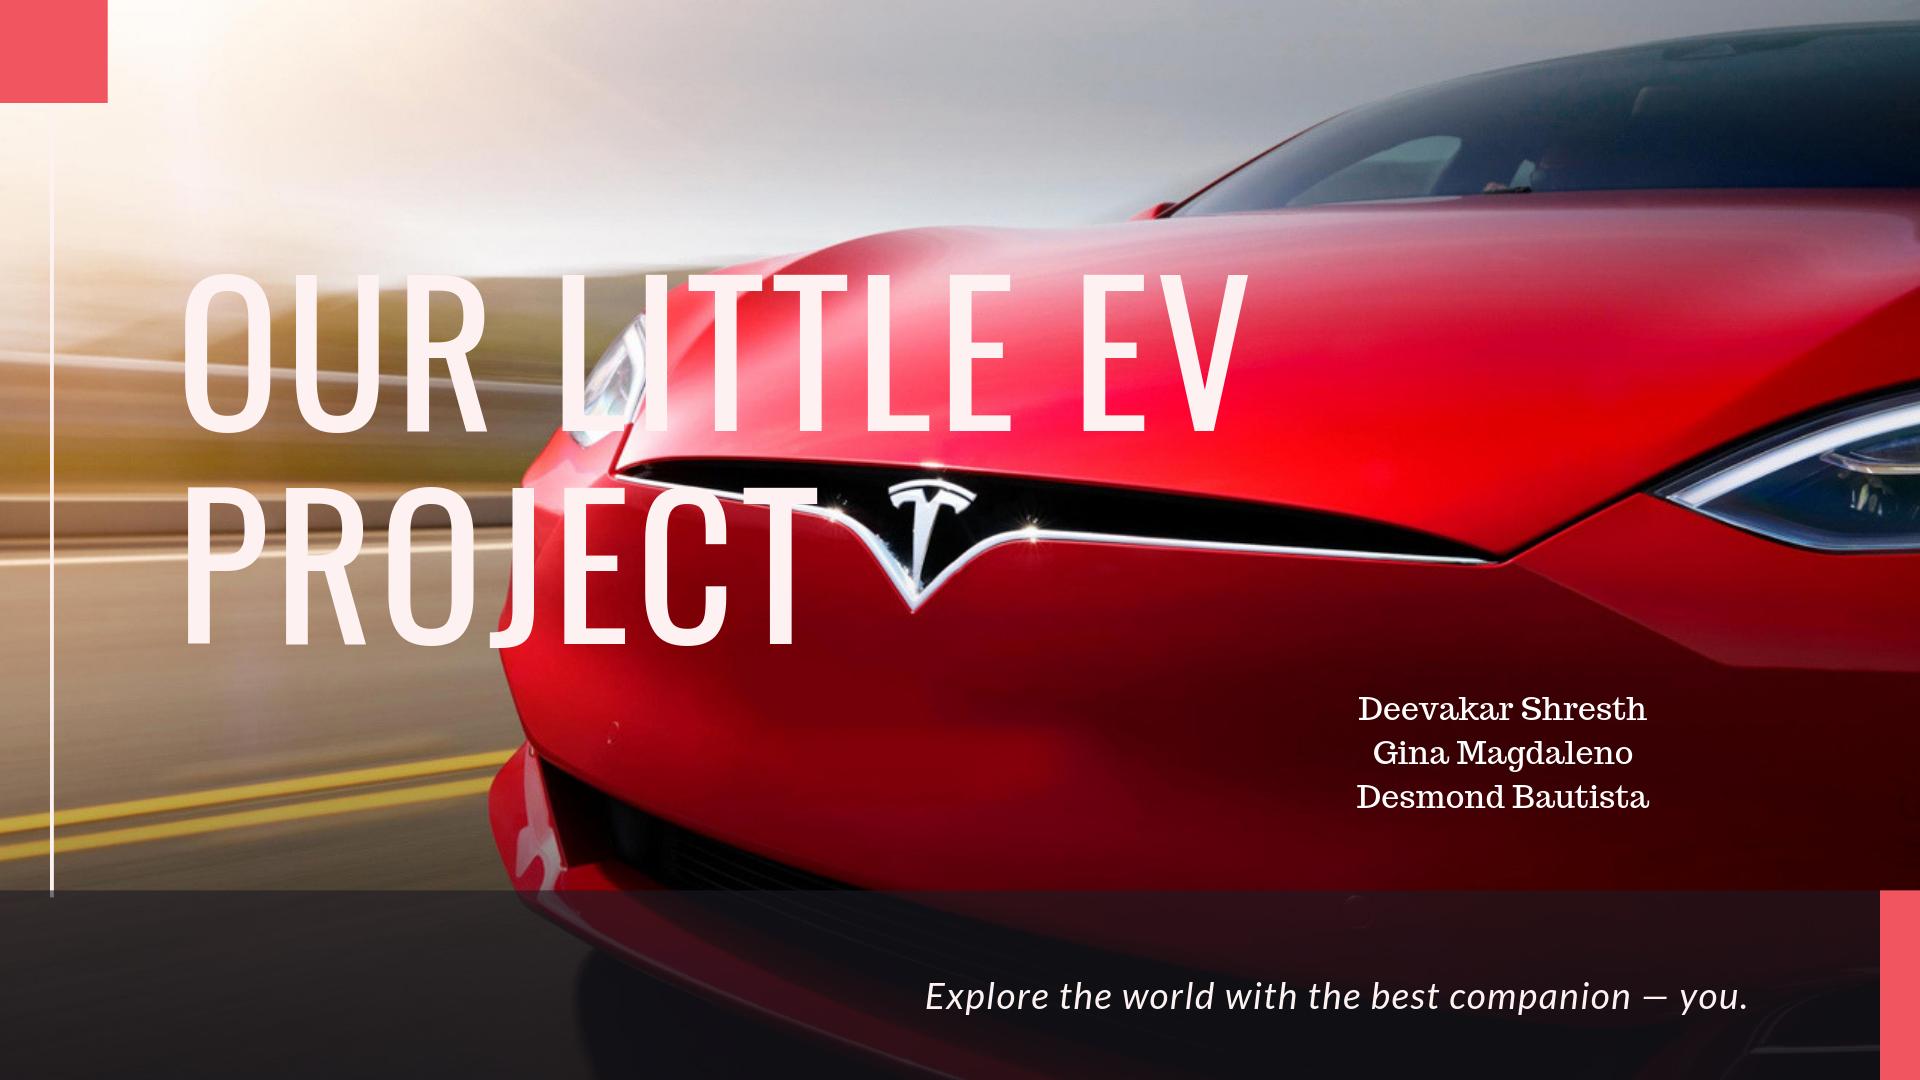 OUR LITTLE EV
PROJECT
Deevakar Shresth
Gina Magdaleno
Desmond Bautista
Explore the world with the best companion — you.